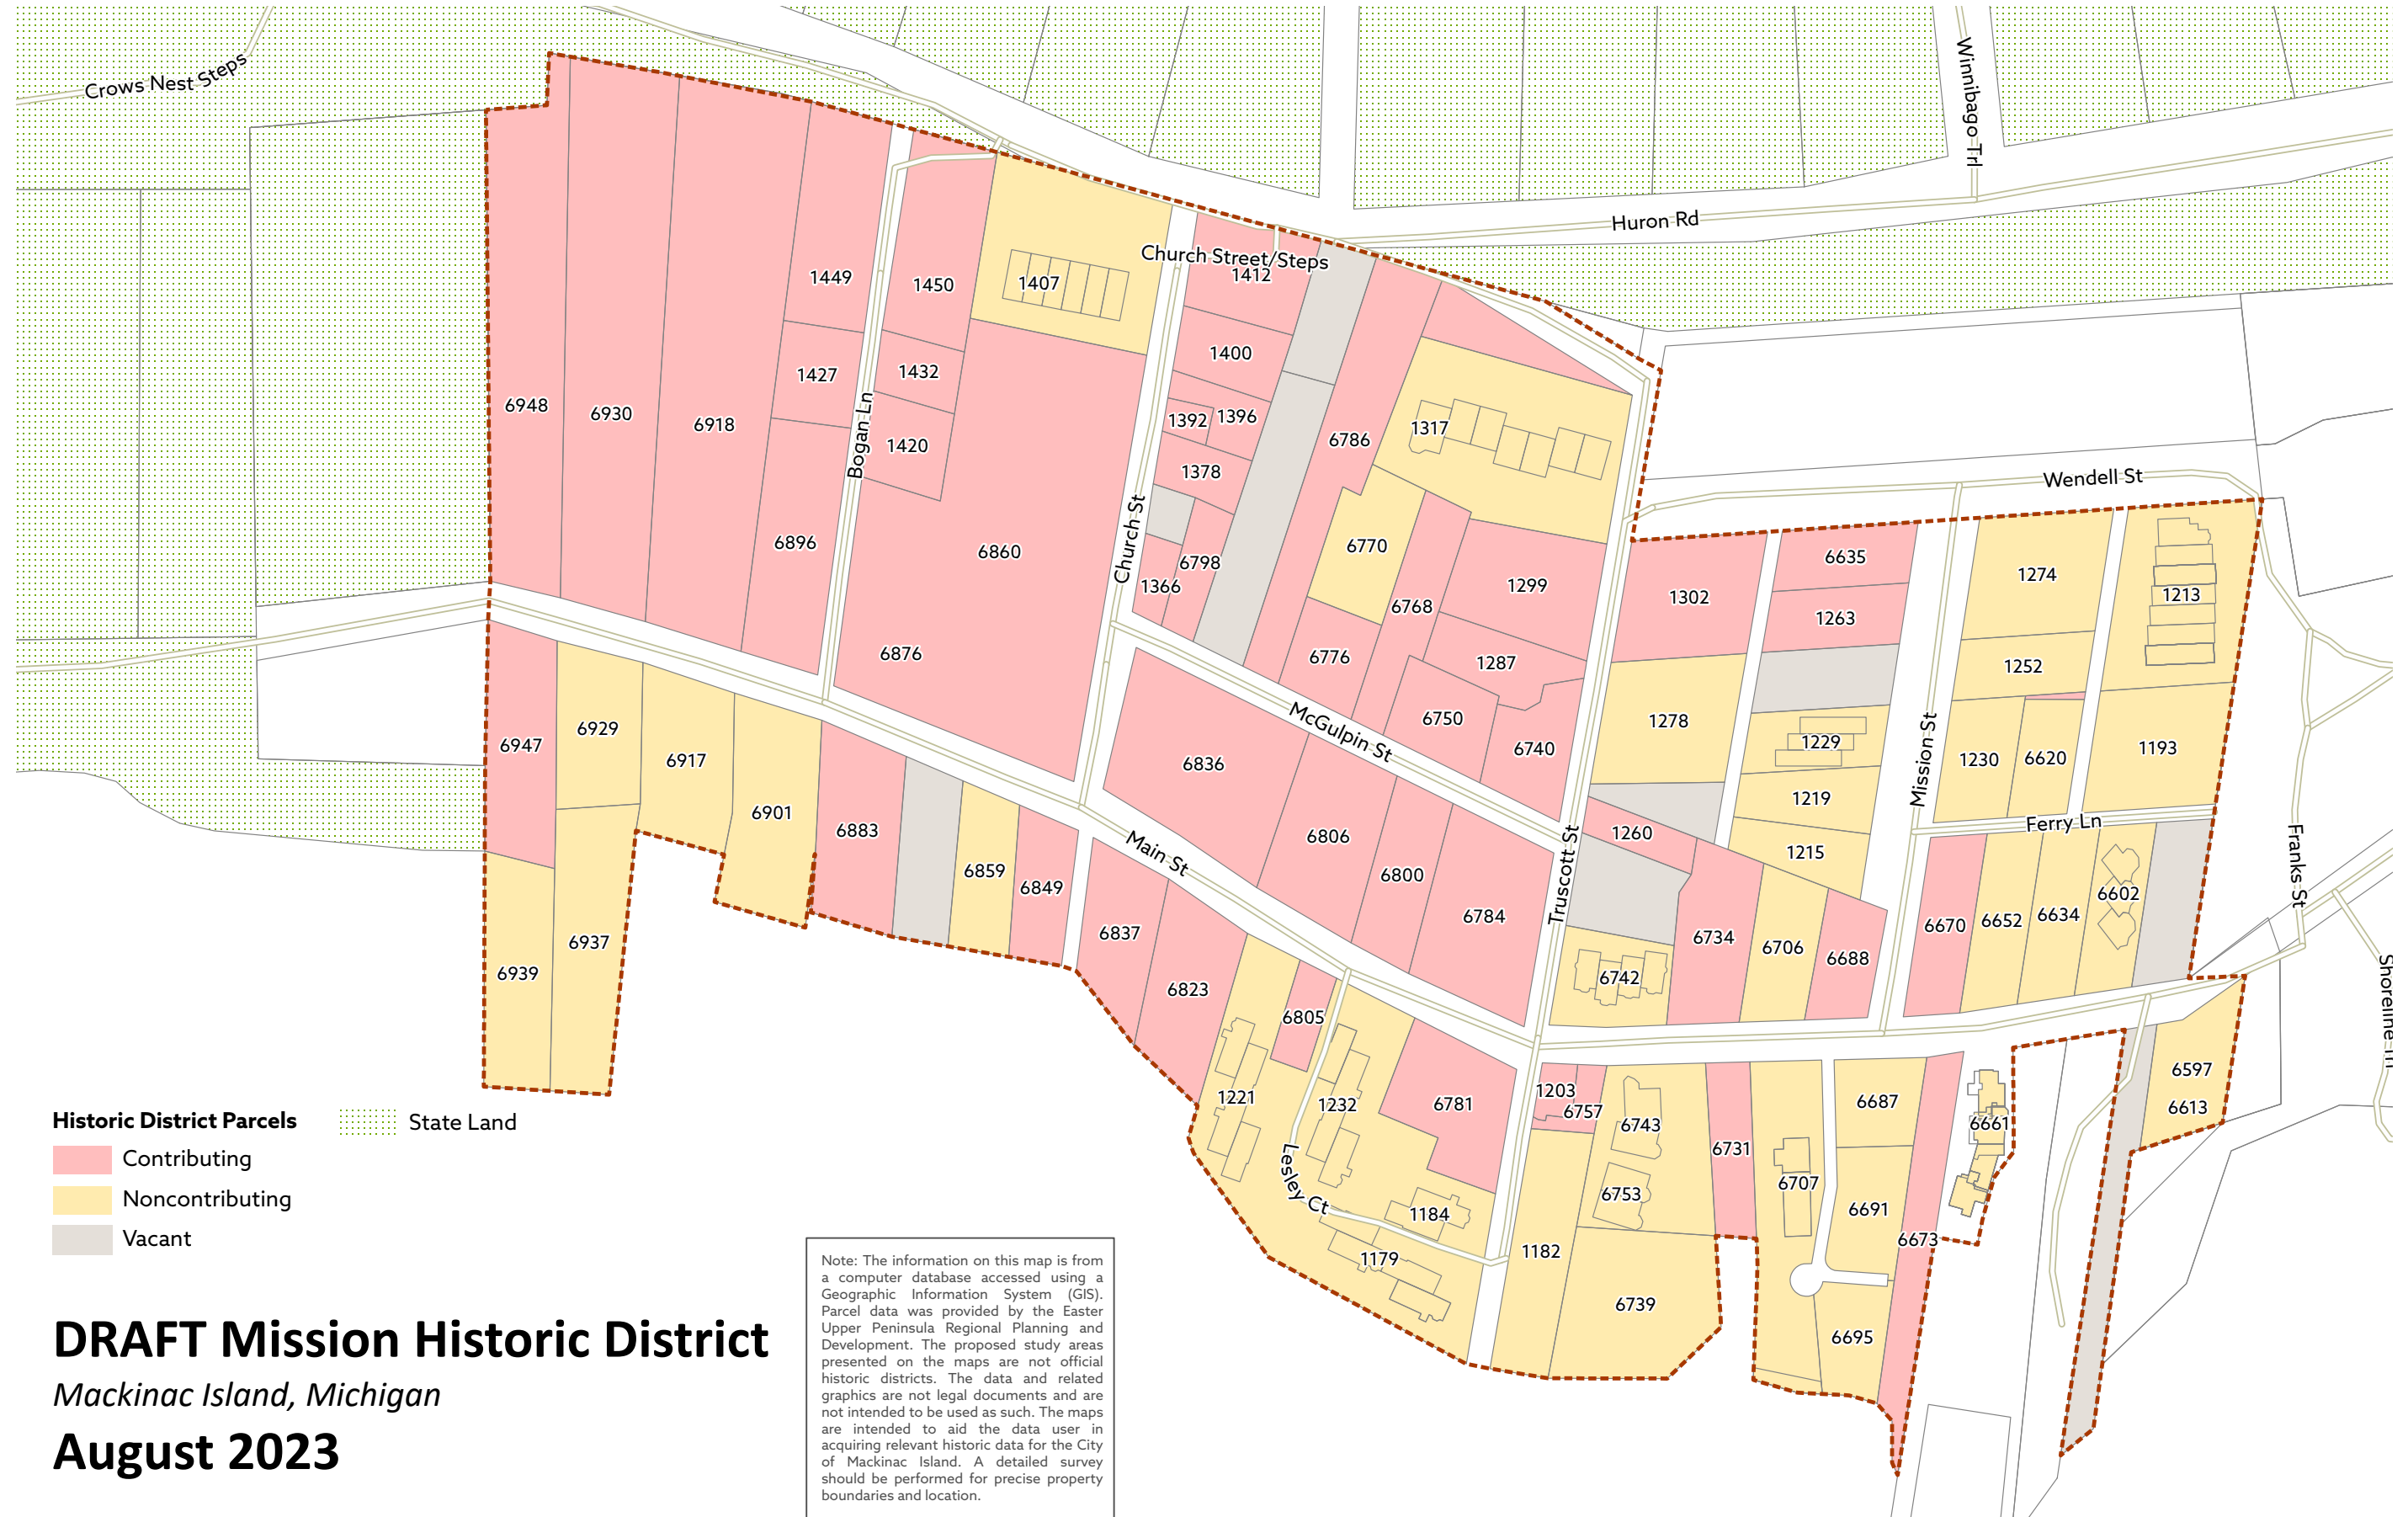 Crows Nest Steps
Winnibago Trl
Huron Rd
Church Street/Steps
1412
1449
1450
1407
1400
1427
1432
6948
6930
6918
1392
1396
6786
1317
Bogan Ln
1420
1378
Wendell St
6896
6860
Church St
6798
1366
6770
6768
1299
1302
6635
1263
1274
1213
6876
6776
1287
1252
6947
6929
6917
6836
McGulpin St
6750
6740
1278
1229
Mission St
1230
6620
1193
6901
6883
6859
6849
Main St
6806
6800
6784
Truscott St
1260
1219
1215
Ferry Ln
Franks St
6939
6937
6837
6823
6805
6742
6734
6706
6688
6670
6652
6634
6602
Shoreline Tr
1221
1232
6781
1203
6757
6743
6731
6687
6661
6597
6613
Lesley Ct
1184
1179
1182
6753
6739
6707
6691
6673
6695
Historic District Parcels
State Land
Contributing
Noncontributing
Vacant
DRAFT Mission Historic District
Mackinac Island, Michigan
August 2023
Note: The information on this map is from
a computer database accessed using a
Geographic Information System (GIS).
Parcel data was provided by the Easter
Upper Peninsula Regional Planning and
Development. The proposed study areas
presented on the maps are not official
historic districts. The data and related
graphics are not legal documents and are
not intended to be used as such. The maps
are intended to aid the data user in
acquiring relevant historic data for the City
of Mackinac Island. A detailed survey
should be performed for precise property
boundaries and location.